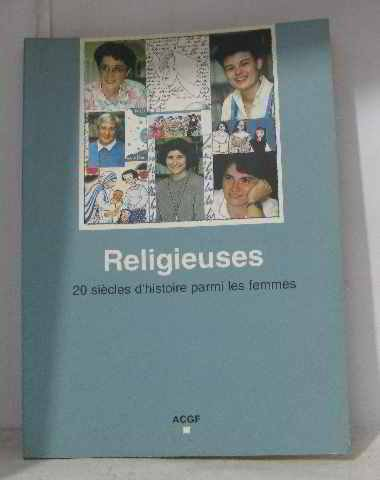 Religieuses
20 siècles d'histoire parmi les femmes
ACGF